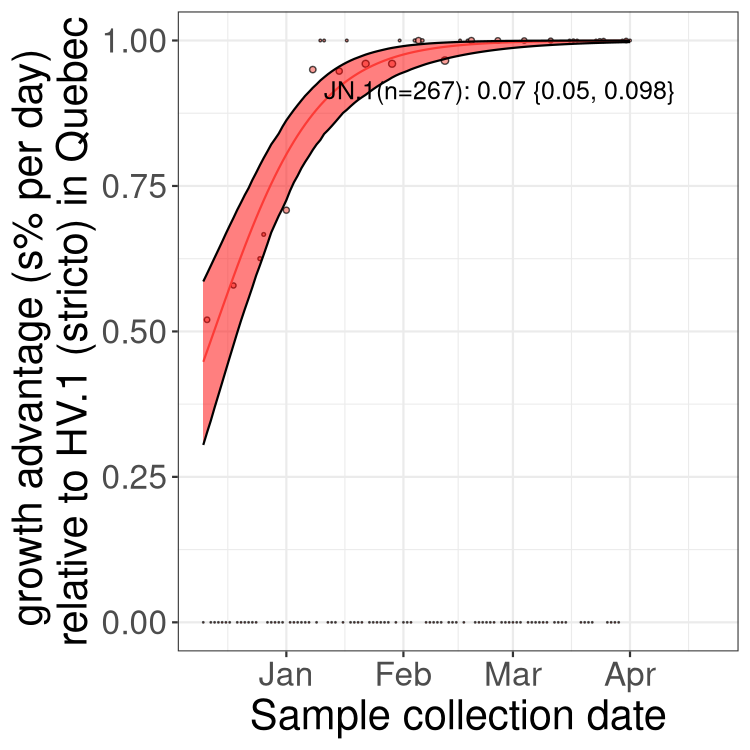 growth advantage (s% per day)
relative to HV.1 (stricto) in Quebec
1.00
0.75
0.50
0.25
0.00
JN.1(n=267): 0.07 {0.05, 0.098}
Jan Feb Mar Apr
Sample collection date